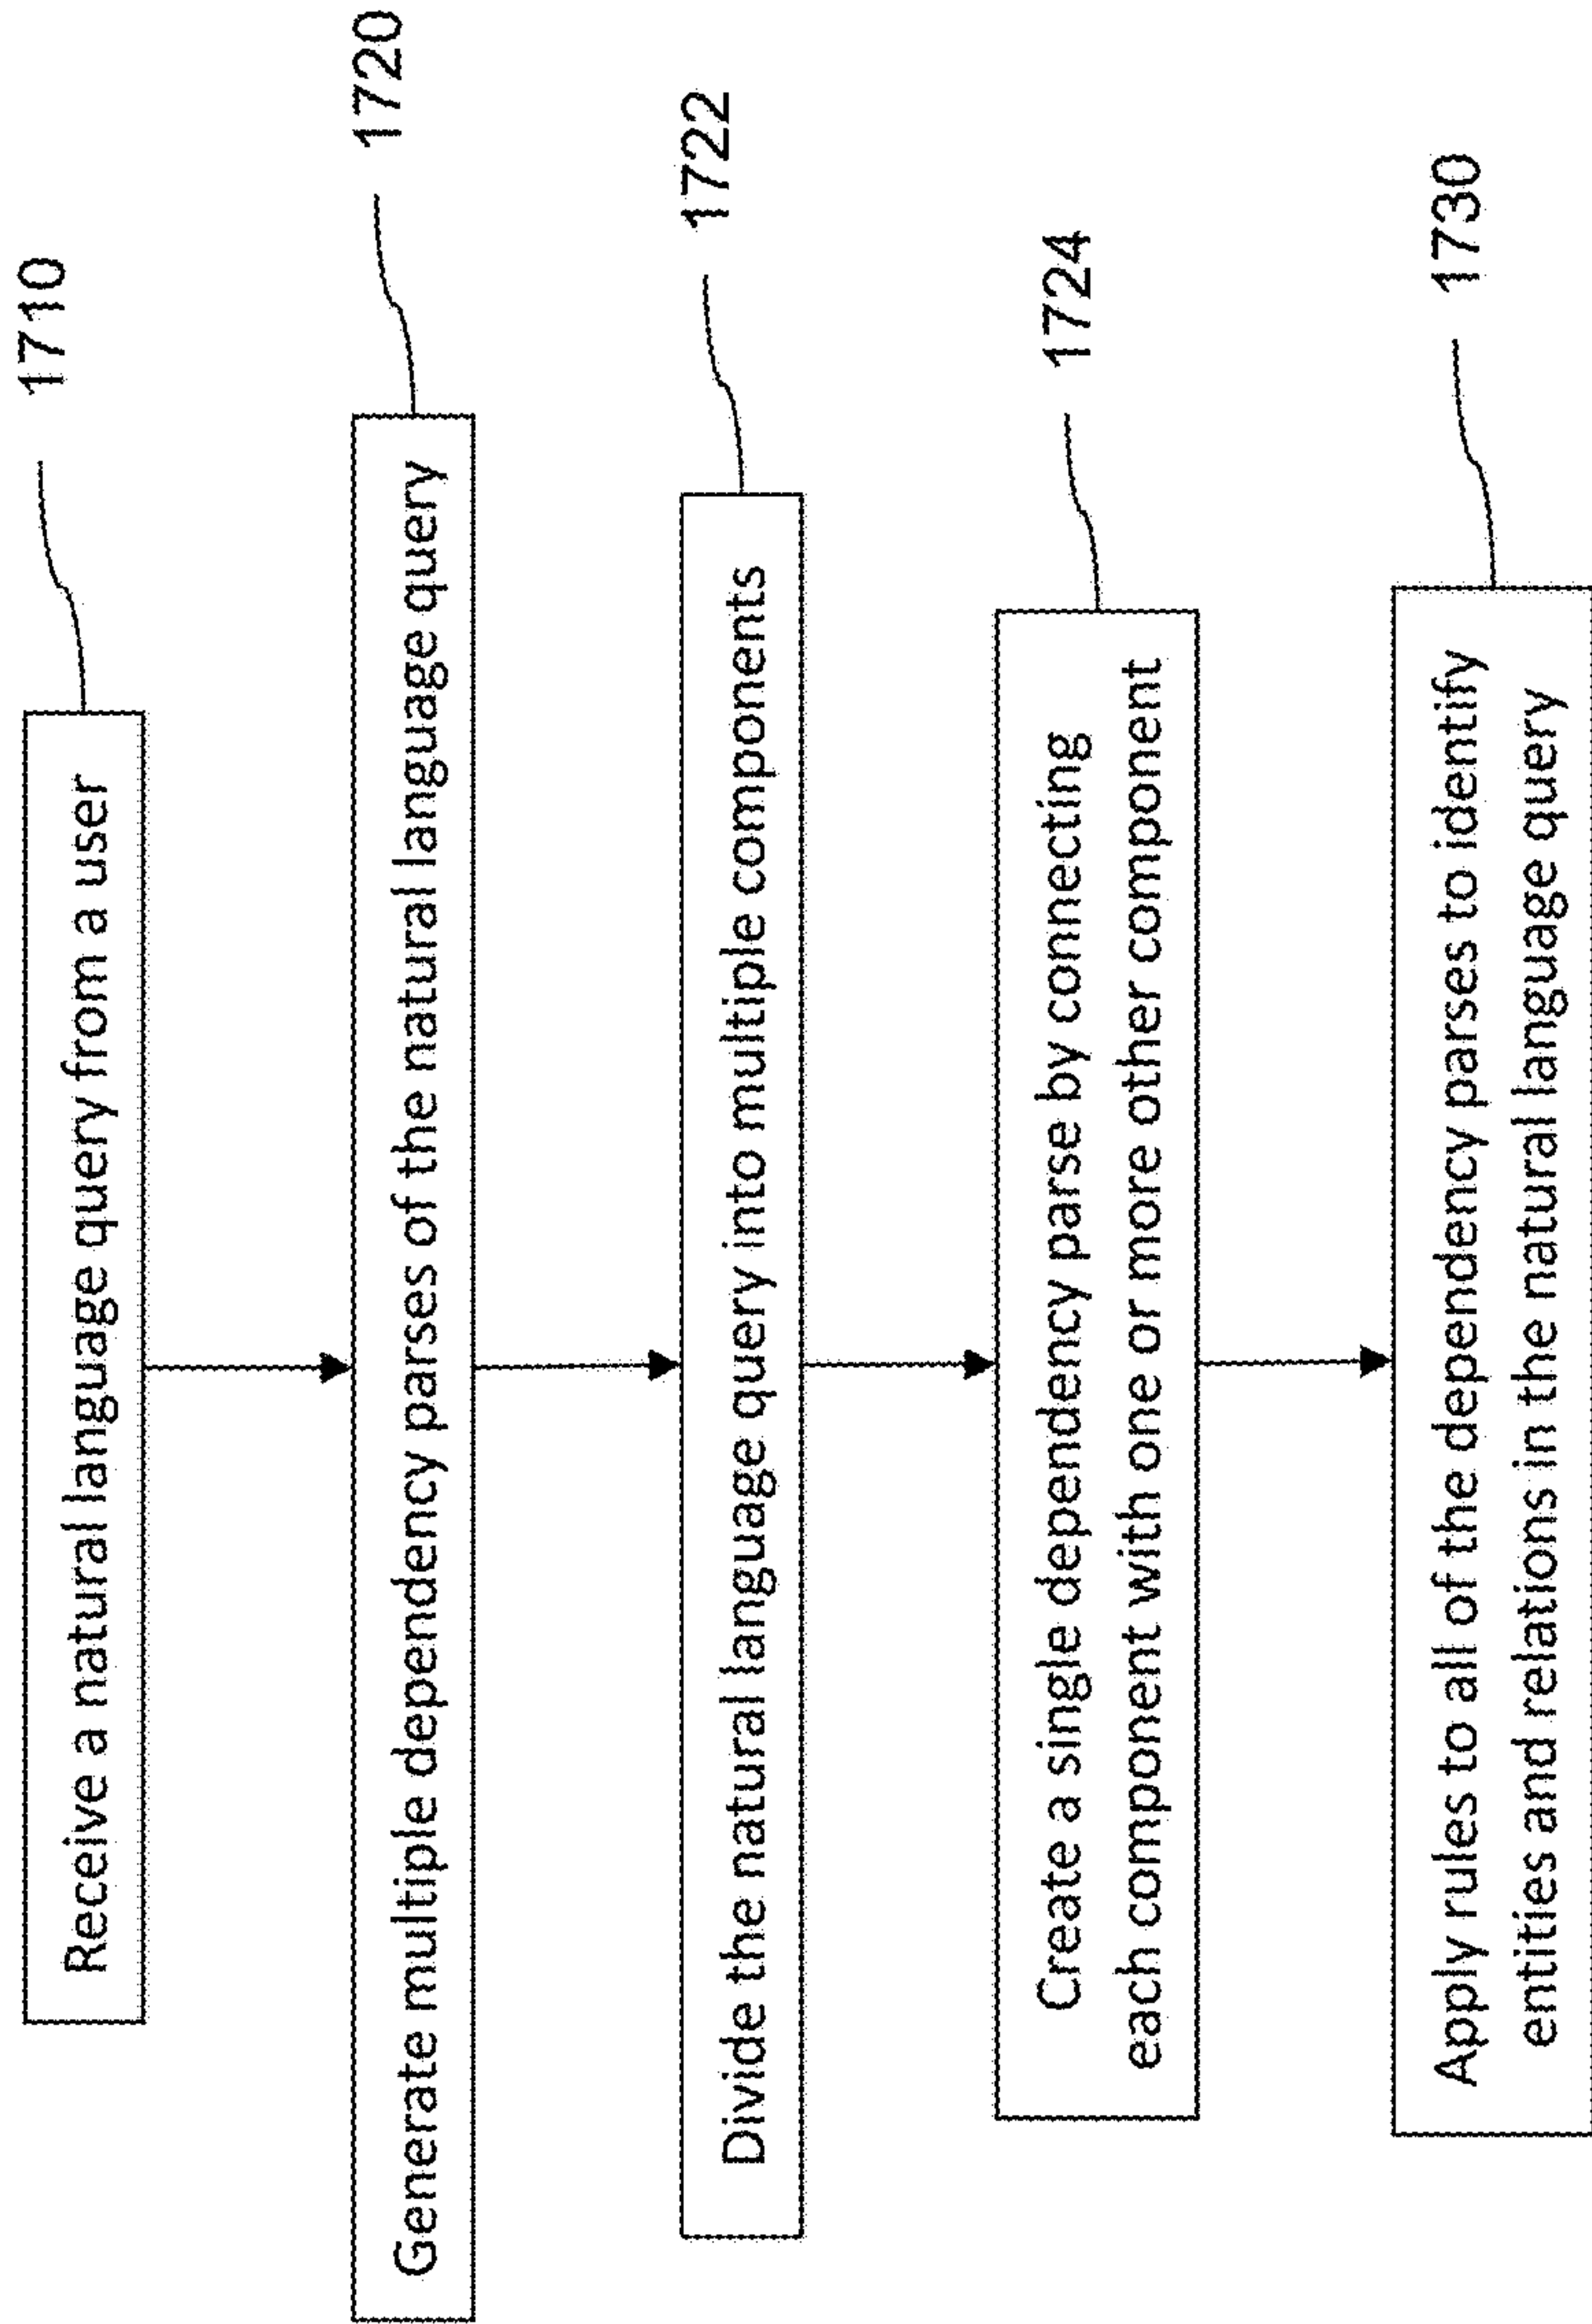 Receive a natural language query from a user
1710
Generate multiple dependency parses of the natural language query
1720
Divide the natural language query into multiple components
1722
Create a single dependency parse by connecting
each component with one or more other component
1724
Apply rules to all of the dependency parses to identify
entities and relations in the natural language query
1730